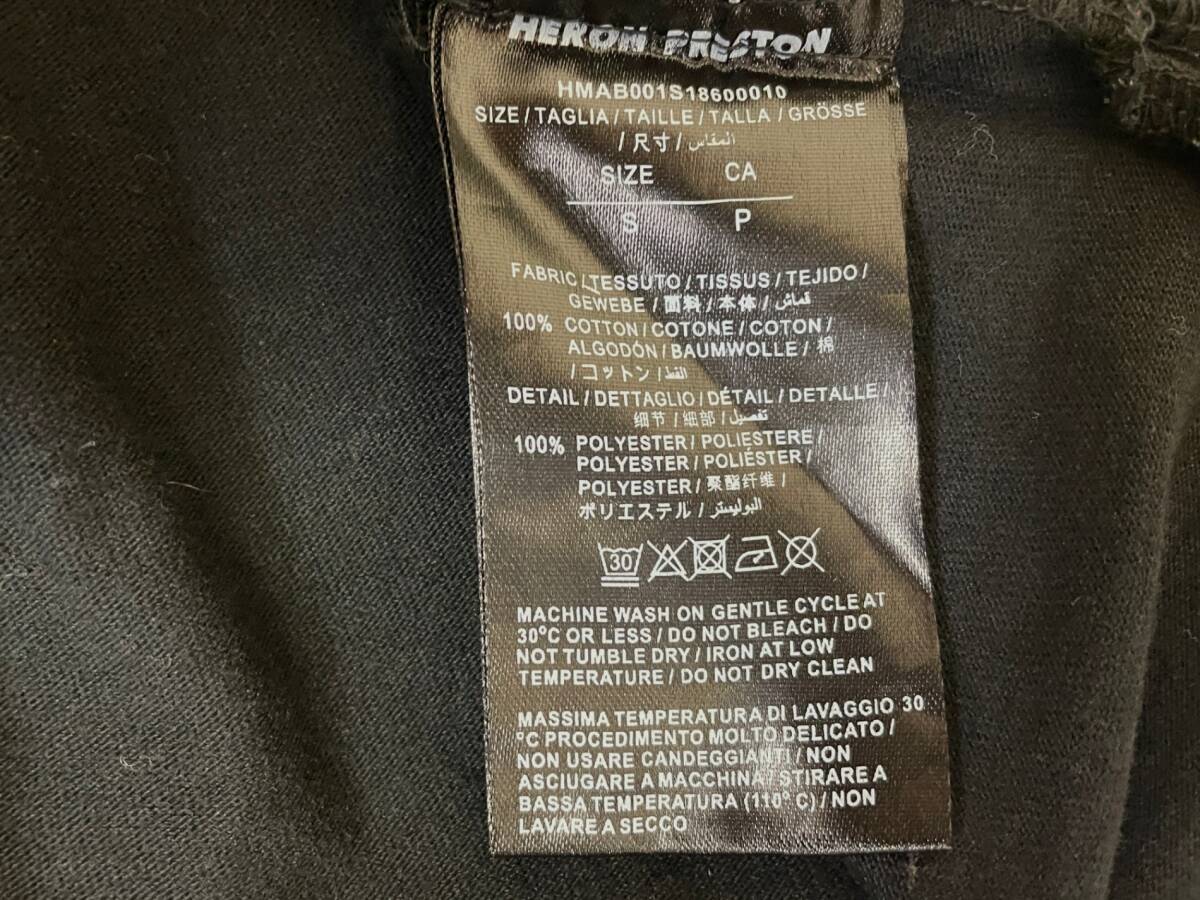 HERON PRESTON
HMAB001S18600010
SIZE / TAGLIA / TAILLE / TALLA / GRÖSSE
/ 尺寸 / المقاس
SIZE CA
S P
FABRIC / TESSUTO / TISSUS / TEJIDO /
GEWEBE / 面料 / 本体 / قماش
100% COTTON / COTONE / COTON /
ALGODÓN / BAUMWOLLE / 棉
/ コットン / القطن
DETAIL / DETTAGLIO / DÉTAIL / DETALLE /
细节 / 細部 / تفصيل
100% POLYESTER / POLIESTERE /
POLYESTER / POLIÉSTER /
POLYESTER / 聚酯纤维 /
ポリエステル / البوليستر
30
MACHINE WASH ON GENTLE CYCLE AT
30°C OR LESS / DO NOT BLEACH / DO
NOT TUMBLE DRY / IRON AT LOW
TEMPERATURE / DO NOT DRY CLEAN
MASSIMA TEMPERATURA DI LAVAGGIO 30
°C PROCEDIMENTO MOLTO DELICATO /
NON USARE CANDEGGIANTI / NON
ASCIUGARE A MACCHINA / STIRARE A
BASSA TEMPERATURA (110° C) / NON
LAVARE A SECCO